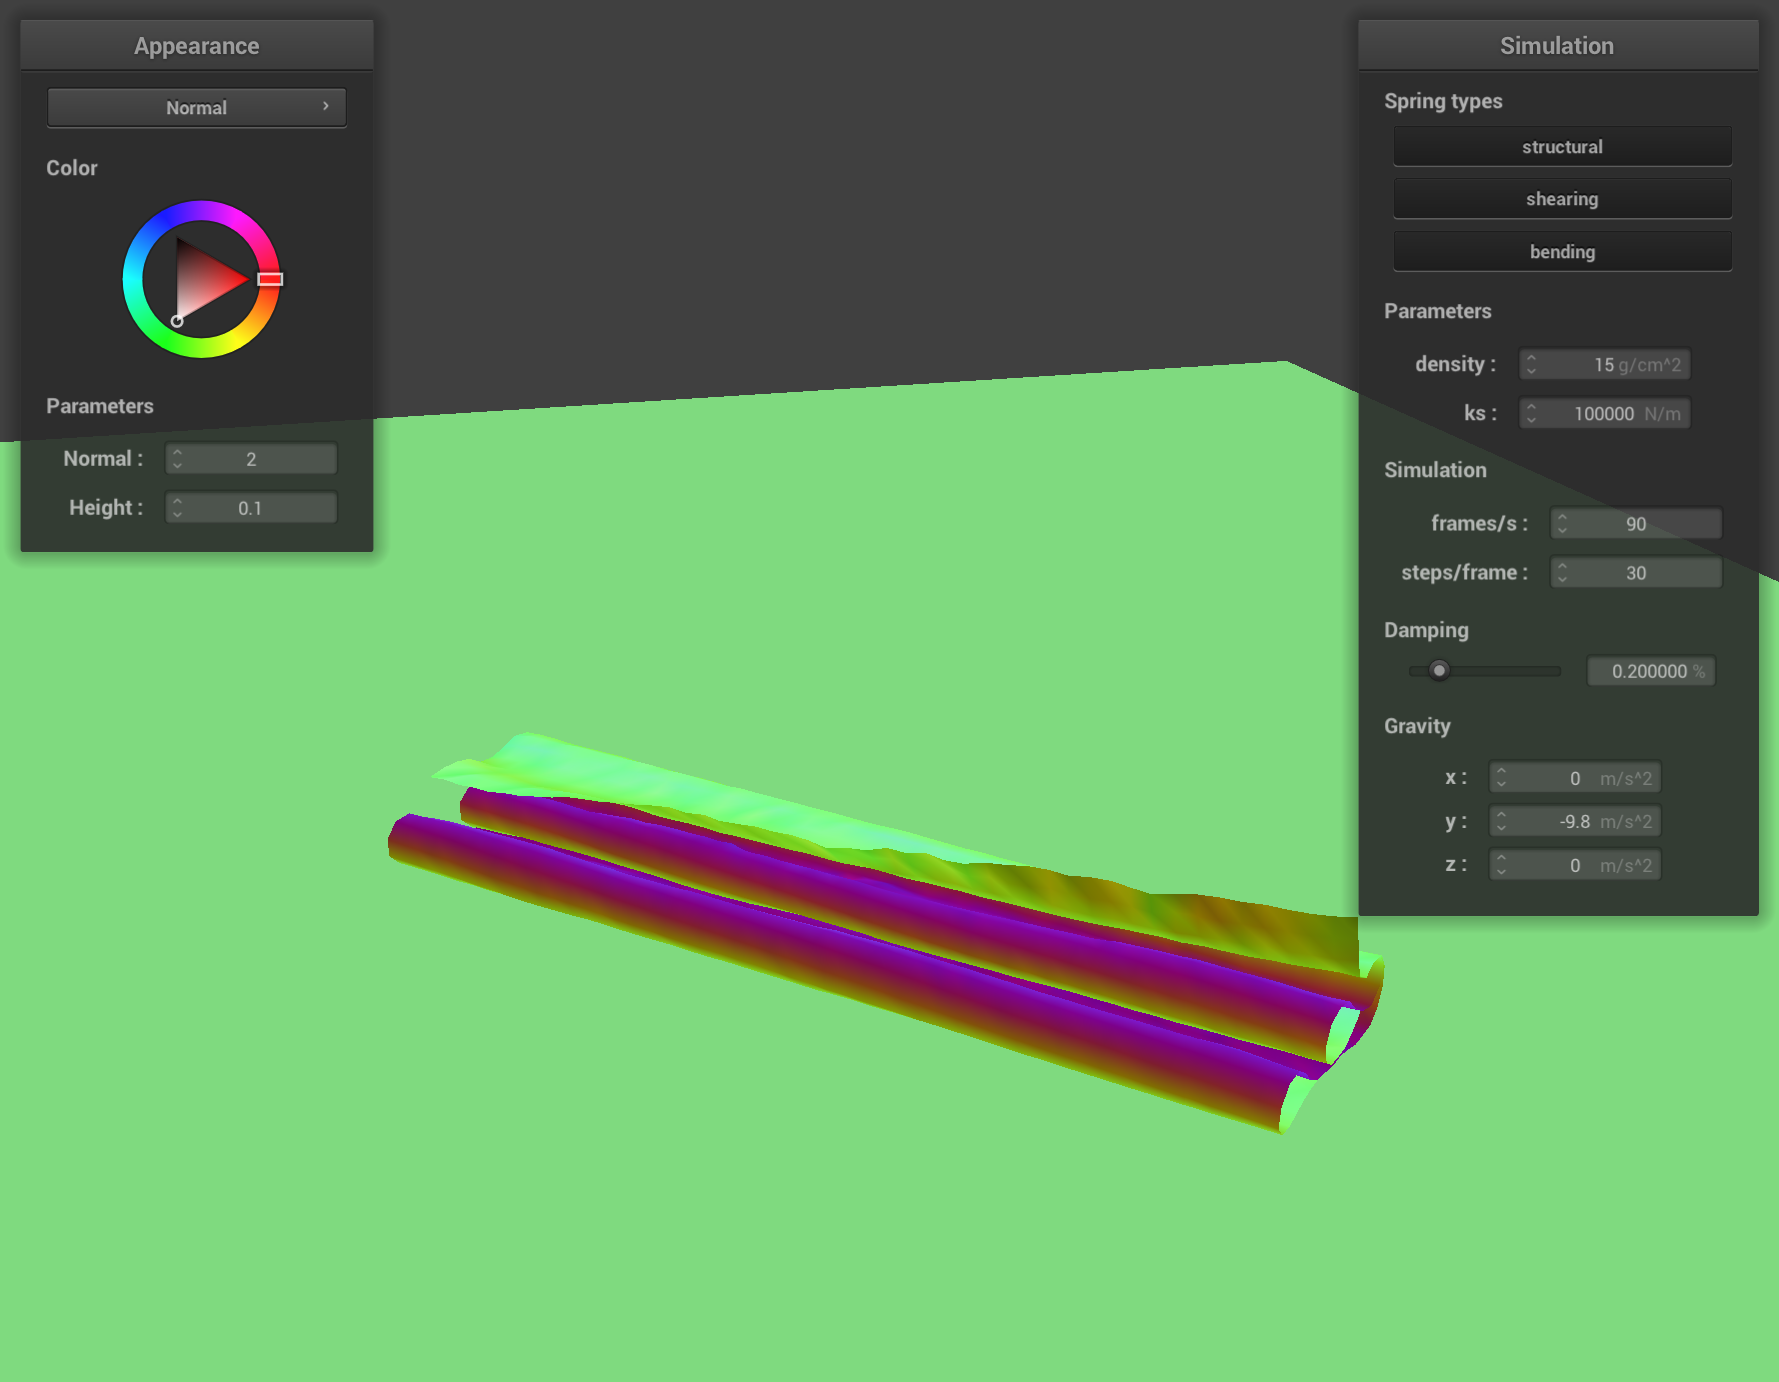 Appearance
Normal
Color
Parameters
Normal : 2
Height : 0.1
Simulation
Spring types
structural
shearing
bending
Parameters
density : 15 g/cm^2
ks : 100000 N/m
Simulation
frames/s : 90
steps/frame : 30
Damping
0.200000 %
Gravity
x : 0 m/s^2
y : -9.8 m/s^2
z : 0 m/s^2